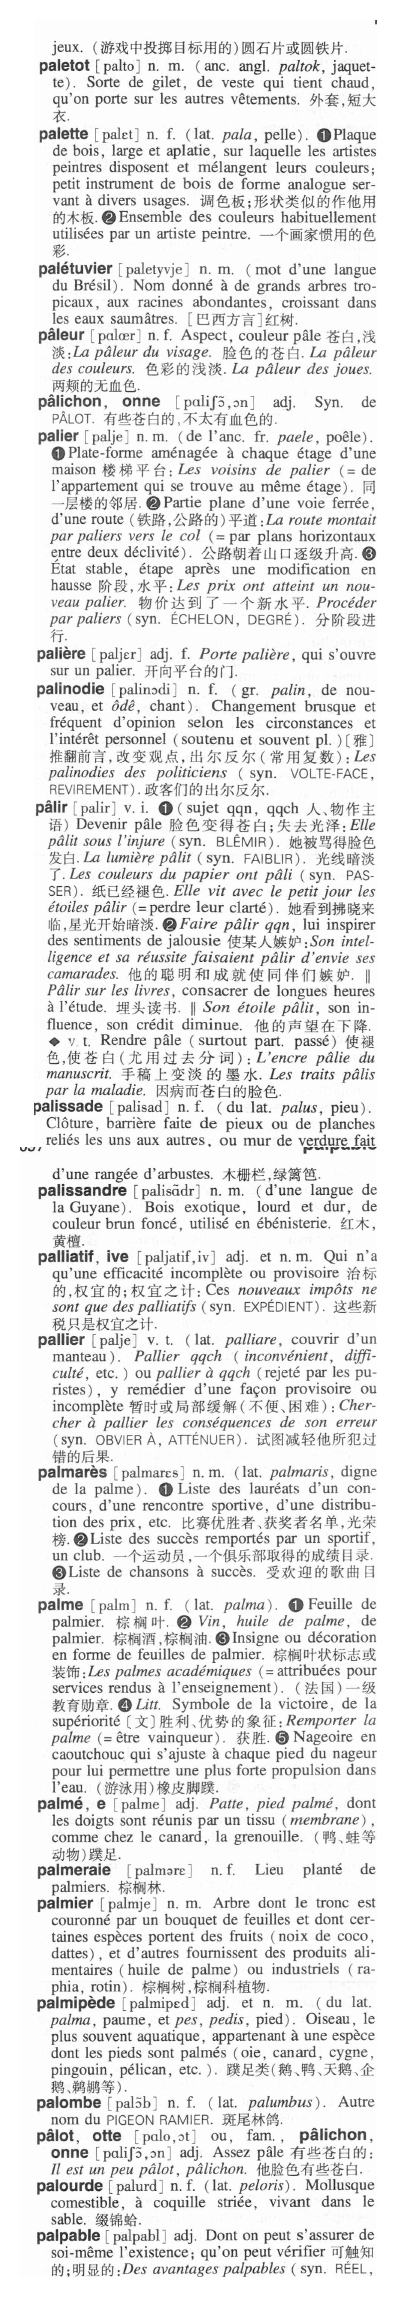 jeux. (游戏中投掷目标用的)圆石片或圆铁片.
paletot [palto] n. m. (anc. angl. paltok, jaquet-
te). Sorte de gilet, de veste qui tient chaud,
qu'on porte sur les autres vêtements. 外套,短大
衣.
palette [palɛt] n. f. (lat. pala, pelle). ❶Plaque
de bois, large et aplatie, sur laquelle les artistes
peintres disposent et mélangent leurs couleurs;
petit instrument de bois de forme analogue ser-
vant à divers usages. 调色板;形状类似的作他用
的木板. ❷Ensemble des couleurs habituellement
utilisées par un artiste peintre. 一个画家惯用的色
彩.
palétuvier [paletyvje] n. m. (mot d'une langue
du Brésil). Nom donné à de grands arbres tro-
picaux, aux racines abondantes, croissant dans
les eaux saumâtres. [巴西方言]红树.
pâleur [pɑlœr] n. f. Aspect, couleur pâle 苍白,浅
淡:La pâleur du visage. 脸色的苍白. La pâleur
des couleurs. 色彩的浅淡. La pâleur des joues.
两颊的无血色.
pâlichon, onne [pɑliʃɔ̃,ɔn] adj. Syn. de
PÂLOT. 有些苍白的,不太有血色的.
palier [palje] n. m. (de l'anc. fr. paele, poêle).
❶Plate-forme aménagée à chaque étage d'une
maison 楼梯平台: Les voisins de palier (= de
l'appartement qui se trouve au même étage). 同
一层楼的邻居. ❷Partie plane d'une voie ferrée,
d'une route (铁路,公路的)平道:La route montait
par paliers vers le col (= par plans horizontaux
entre deux déclivité). 公路朝着山口逐级升高. ❸
État stable, étape après une modification en
hausse 阶段,水平: Les prix ont atteint un nou-
veau palier. 物价达到了一个新水平. Procéder
par paliers (syn. ÉCHELON, DEGRÉ). 分阶段进
行.
palière [paljɛr] adj. f. Porte palière, qui s'ouvre
sur un palier. 开向平台的门.
palinodie [palinɔdi] n. f. (gr. palin, de nou-
veau, et ôdê, chant). Changement brusque et
fréquent d'opinion selon les circonstances et
l'intérêt personnel (soutenu et souvent pl.)[雅]
推翻前言,改变观点,出尔反尔(常用复数):Les
palinodies des politiciens (syn. VOLTE-FACE,
REVIREMENT). 政客们的出尔反尔.
pâlir [palir] v. i. ❶ (sujet qqn, qqch 人、物作主
语) Devenir pâle 脸色变得苍白;失去光泽:Elle
pâlit sous l'injure (syn. BLÊMIR). 她被骂得脸色
发白. La lumière pâlit (syn. FAIBLIR). 光线暗淡
了. Les couleurs du papier ont pâli (syn. PAS-
SER). 纸已经褪色. Elle vit avec le petit jour les
étoiles pâlir (= perdre leur clarté). 她看到拂晓来
临,星光开始暗淡. ❷Faire pâlir qqn, lui inspirer
des sentiments de jalousie 使某人嫉妒:Son intel-
ligence et sa réussite faisaient pâlir d'envie ses
camarades. 他的聪明和成就使同伴们嫉妒. ‖
Pâlir sur les livres, consacrer de longues heures
à l'étude. 埋头读书. ‖ Son étoile pâlit, son in-
fluence, son crédit diminue. 他的声望在下降.
◆ v. t. Rendre pâle (surtout part. passé) 使褪
色,使苍白(尤用过去分词): L'encre pâlie du
manuscrit. 手稿上变淡的墨水. Les traits pâlis
par la maladie. 因病而苍白的脸色.
palissade [palisad] n. f. (du lat. palus, pieu).
Clôture, barrière faite de pieux ou de planches
reliés les uns aux autres, ou mur de verdure fait
d'une rangée d'arbustes. 木栅栏,绿篱笆.
palissandre [palisɑ̃dr] n. m. (d'une langue de
la Guyane). Bois exotique, lourd et dur, de
couleur brun foncé, utilisé en ébénisterie. 红木,
黄檀.
palliatif, ive [paljatif,iv] adj. et n. m. Qui n'a
qu'une efficacité incomplète ou provisoire 治标
的,权宜的;权宜之计: Ces nouveaux impôts ne
sont que des palliatifs (syn. EXPÉDIENT). 这些新
税只是权宜之计.
pallier [palje] v. t. (lat. palliare, couvrir d'un
manteau). Pallier qqch (inconvénient, diffi-
culté, etc.) ou pallier à qqch (rejeté par les pu-
ristes), y remédier d'une façon provisoire ou
incomplète 暂时或局部缓解(不便、困难): Cher-
cher à pallier les conséquences de son erreur
(syn. OBVIER À, ATTÉNUER). 试图减轻他所犯过
错的后果.
palmarès [palmarɛs] n. m. (lat. palmaris, digne
de la palme). ❶ Liste des lauréats d'un con-
cours, d'une rencontre sportive, d'une distribu-
tion des prix, etc. 比赛优胜者、获奖者名单,光荣
榜. ❷Liste des succès remportés par un sportif,
un club. 一个运动员,一个俱乐部取得的成绩目录.
❸Liste de chansons à succès. 受欢迎的歌曲目
录.
palme [palm] n. f. (lat. palma). ❶ Feuille de
palmier. 棕榈叶. ❷ Vin, huile de palme, de
palmier. 棕榈酒,棕榈油. ❸Insigne ou décoration
en forme de feuilles de palmier. 棕榈叶状标志或
装饰:Les palmes académiques (= attribuées pour
services rendus à l'enseignement). (法国)一级
教育勋章. ❹ Litt. Symbole de la victoire, de la
supériorité [文]胜利、优势的象征: Remporter la
palme (= être vainqueur). 获胜. ❺ Nageoire en
caoutchouc qui s'ajuste à chaque pied du nageur
pour lui permettre une plus forte propulsion dans
l'eau. (游泳用)橡皮脚蹼.
palmé, e [palme] adj. Patte, pied palmé, dont
les doigts sont réunis par un tissu (membrane),
comme chez le canard, la grenouille. (鸭、蛙等
动物)蹼足.
palmeraie [palmərɛ] n. f. Lieu planté de
palmiers. 棕榈林.
palmier [palmje] n. m. Arbre dont le tronc est
couronné par un bouquet de feuilles et dont cer-
taines espèces portent des fruits (noix de coco,
dattes), et d'autres fournissent des produits ali-
mentaires (huile de palme) ou industriels (ra-
phia, rotin). 棕榈树,棕榈科植物.
palmipède [palmipɛd] adj. et n. m. (du lat.
palma, paume, et pes, pedis, pied). Oiseau, le
plus souvent aquatique, appartenant à une espèce
dont les pieds sont palmés (oie, canard, cygne,
pingouin, pélican, etc.). 蹼足类(鹅、鸭、天鹅、企
鹅、鹈鹕等).
palombe [palɔ̃b] n. f. (lat. palumbus). Autre
nom du PIGEON RAMIER. 斑尾林鸽.
pâlot, otte [pɑlo,ɔt] ou, fam., pâlichon,
onne [pɑliʃɔ̃,ɔn] adj. Assez pâle 有些苍白的:
Il est un peu pâlot, pâlichon. 他脸色有些苍白.
palourde [palurd] n. f. (lat. peloris). Mollusque
comestible, à coquille striée, vivant dans le
sable. 缀锦蛤.
palpable [palpabl] adj. Dont on peut s'assurer de
soi-même l'existence; qu'on peut vérifier 可触知
的;明显的:Des avantages palpables (syn. RÉEL,